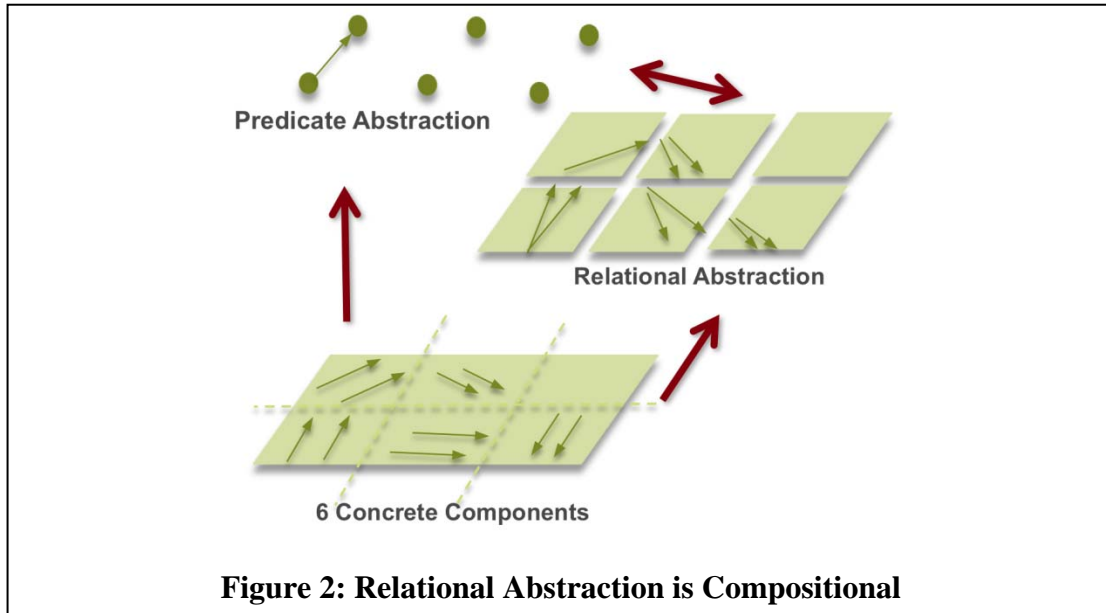 Predicate Abstraction
Relational Abstraction
6 Concrete Components
Figure 2: Relational Abstraction is Compositional